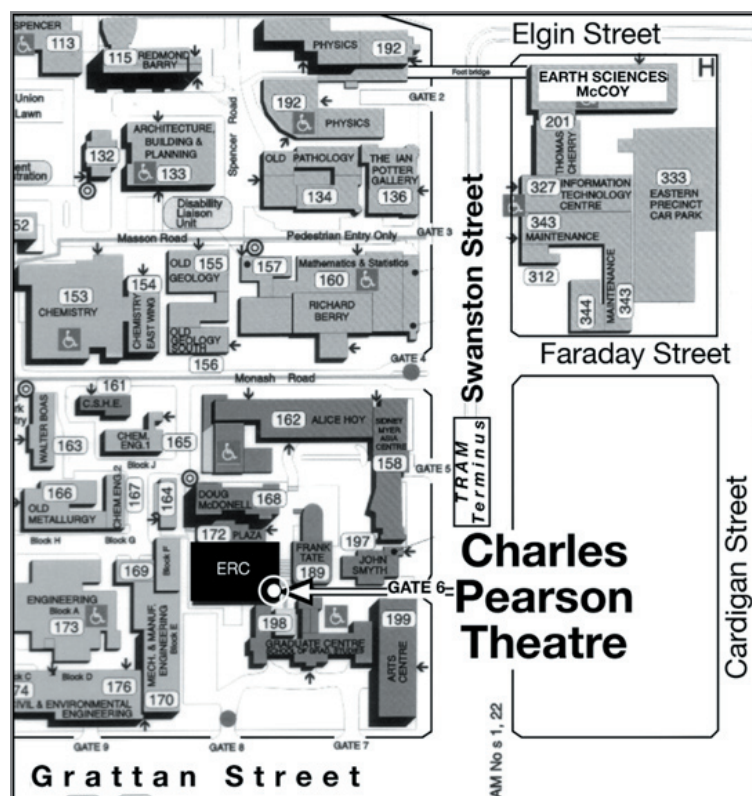 SPENCER
113
115
REDMOND
BARRY
PHYSICS
192
Elgin Street
Foot bridge
EARTH SCIENCES
McCOY
H
Union
Lawn
Spencer Road
192
PHYSICS
GATE 2
201
THOMAS
CHERRY
132
ARCHITECTURE,
BUILDING &
PLANNING
133
OLD PATHOLOGY
134
THE IAN
POTTER
GALLERY
136
333
EASTERN
PRECINCT
CAR PARK
327
INFORMATION
TECHNOLOGY
CENTRE
343
MAINTENANCE
312
344
MAINTENANCE
343
Disability
Liaison
Unit
Swanston Street
Masson Road
Pedestrian Entry Only
GATE 3
153
CHEMISTRY
154
CHEMISTRY
EAST WING
OLD
155
GEOLOGY
OLD
GEOLOGY
SOUTH
156
157
Mathematics & Statistics
160
RICHARD
BERRY
Faraday Street
GATE 4
Monash Road
161
C.S.H.E.
WALTER BOAS
163
CHEM.
ENG.1
165
Block J
162
ALICE HOY
SIDNEY
MYER
ASIA
CENTRE
158
GATE 5
TRAM
Terminus
Cardigan Street
166
OLD
METALLURGY
CHEM.ENG.2
167
164
Block H
Block G
DOUG
McDONELL
168
172
PLAZA
ERC
FRANK
TATE
189
197
JOHN
SMYTH
Charles
Pearson
Theatre
GATE 6
169
Block F
ENGINEERING
Block A
173
MECH. & MANUF.
ENGINEERING
Block E
170
198
GRADUATE CENTRE
199
ARTS
CENTRE
Block D
176
CIVIL & ENVIRONMENTAL
ENGINEERING
GATE 9
GATE 8
GATE 7
AM No s 1, 22
Grattan Street